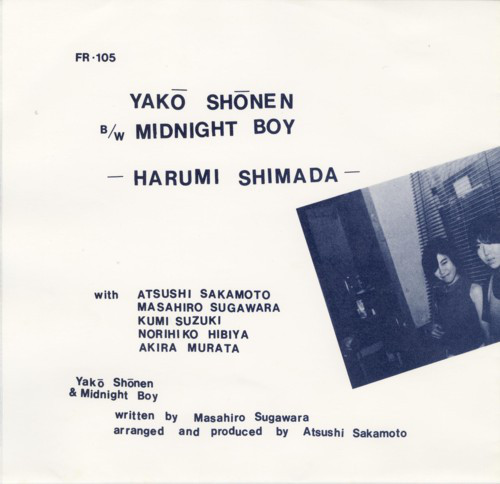 FR·105
YAKŌ SHŌNEN
B/W MIDNIGHT BOY
— HARUMI SHIMADA —
with ATSUSHI SAKAMOTO
MASAHIRO SUGAWARA
KUMI SUZUKI
NORIHIKO HIBIYA
AKIRA MURATA
Yakō Shōnen
& Midnight Boy
written by Masahiro Sugawara
arranged and produced by Atsushi Sakamoto